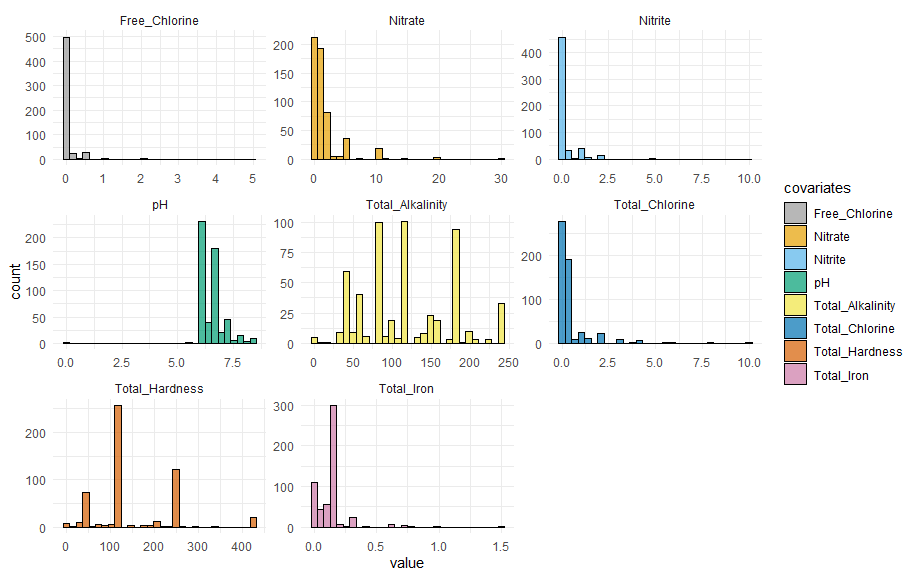 Free_Chlorine
Nitrate
Nitrite
500
400
300
200
100
0
0 1 2 3 4 5
200
150
100
50
0
0 10 20 30
400
300
200
100
0
0.0 2.5 5.0 7.5 10.0
pH
Total_Alkalinity
Total_Chlorine
200
150
100
50
0
0.0 2.5 5.0 7.5
100
75
50
25
0
0 50 100 150 200 250
200
100
0
0.0 2.5 5.0 7.5 10.0
Total_Hardness
Total_Iron
200
100
0
0 100 200 300 400
300
200
100
0
0.0 0.5 1.0 1.5
count
value
covariates
Free_Chlorine
Nitrate
Nitrite
pH
Total_Alkalinity
Total_Chlorine
Total_Hardness
Total_Iron